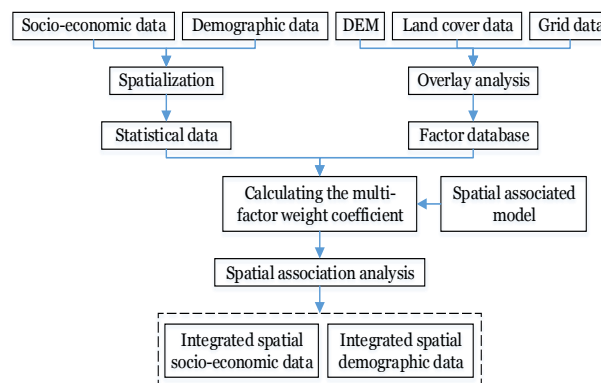 Socio-economic data
Demographic data
DEM
Land cover data
Grid data
Spatialization
Overlay analysis
Statistical data
Factor database
Calculating the multi-
factor weight coefficient
Spatial associated
model
Spatial association analysis
Integrated spatial
socio-economic data
Integrated spatial
demographic data